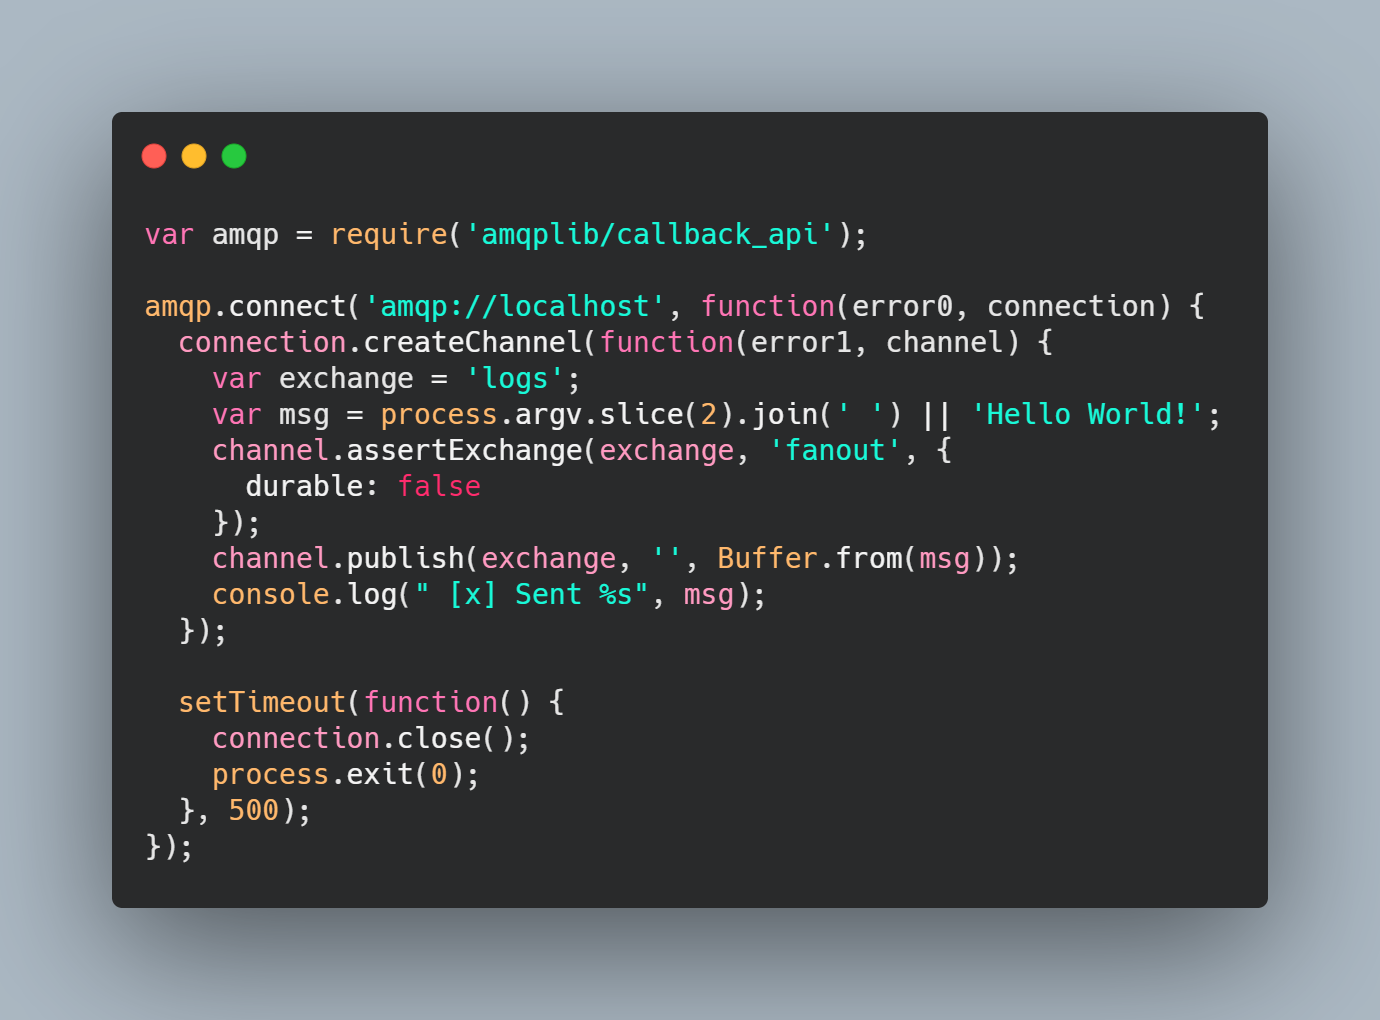 var amqp = require('amqplib/callback_api');

amqp.connect('amqp://localhost', function(error0, connection) {
  connection.createChannel(function(error1, channel) {
    var exchange = 'logs';
    var msg = process.argv.slice(2).join(' ') || 'Hello World!';
    channel.assertExchange(exchange, 'fanout', {
      durable: false
    });
    channel.publish(exchange, '', Buffer.from(msg));
    console.log(" [x] Sent %s", msg);
  });

  setTimeout(function() {
    connection.close();
    process.exit(0);
  }, 500);
});